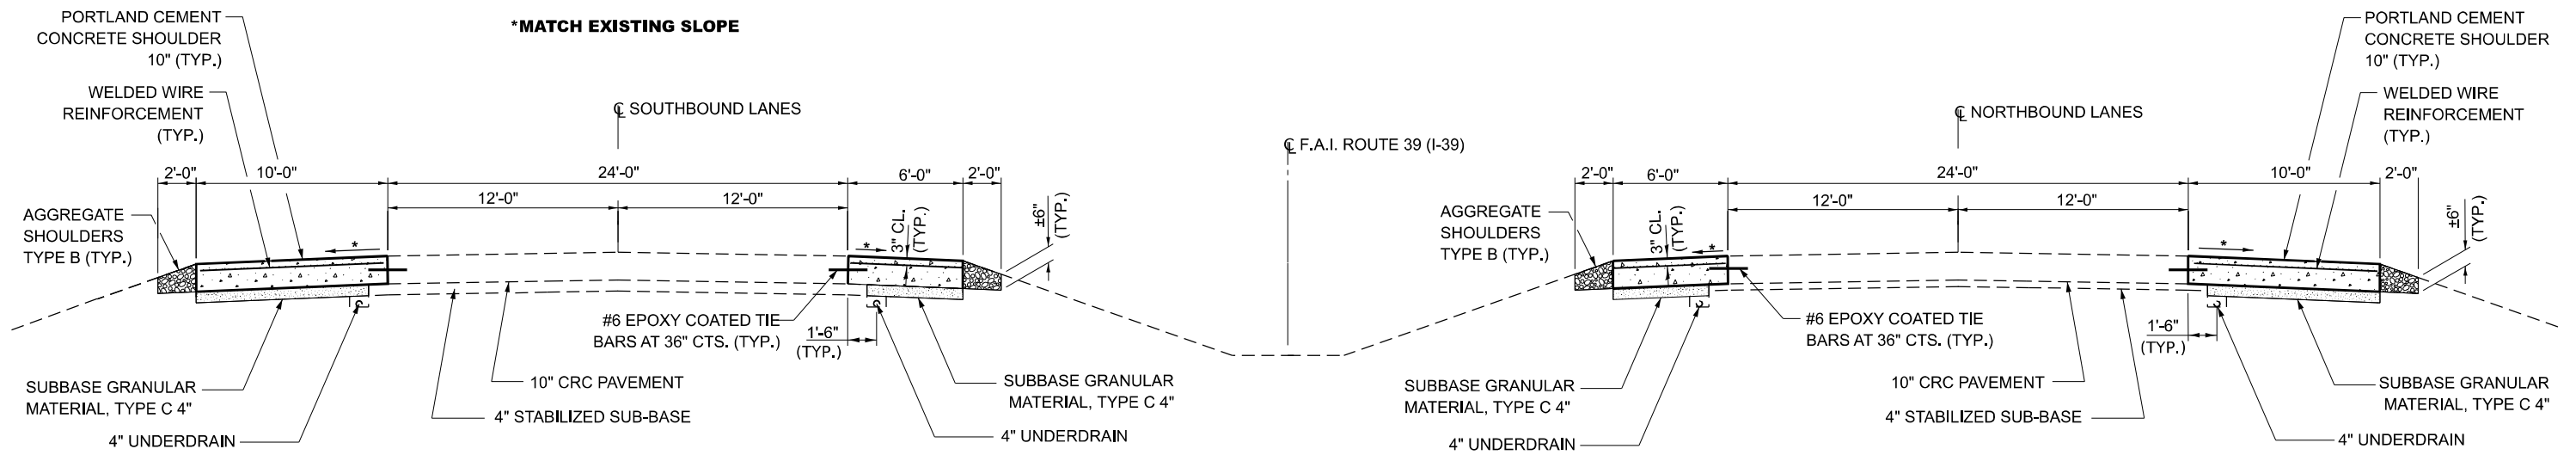 *MATCH EXISTING SLOPE
PORTLAND CEMENT
CONCRETE SHOULDER
10" (TYP.)
WELDED WIRE
REINFORCEMENT
(TYP.)
℄ SOUTHBOUND LANES
2'-0"
10'-0"
24'-0"
6'-0"
2'-0"
12'-0"
12'-0"
AGGREGATE
SHOULDERS
TYPE B (TYP.)
*
*
3" CL.
(TYP.)
±6"
(TYP.)
#6 EPOXY COATED TIE
BARS AT 36" CTS. (TYP.)
1'-6"
(TYP.)
SUBBASE GRANULAR
MATERIAL, TYPE C 4"
10" CRC PAVEMENT
4" STABILIZED SUB-BASE
4" UNDERDRAIN
SUBBASE GRANULAR
MATERIAL, TYPE C 4"
4" UNDERDRAIN
℄ F.A.I. ROUTE 39 (I-39)
℄ NORTHBOUND LANES
PORTLAND CEMENT
CONCRETE SHOULDER
10" (TYP.)
WELDED WIRE
REINFORCEMENT
(TYP.)
2'-0"
6'-0"
24'-0"
10'-0"
2'-0"
12'-0"
12'-0"
AGGREGATE
SHOULDERS
TYPE B (TYP.)
3" CL.
(TYP.)
*
*
±6"
(TYP.)
#6 EPOXY COATED TIE
BARS AT 36" CTS. (TYP.)
1'-6"
(TYP.)
SUBBASE GRANULAR
MATERIAL, TYPE C 4"
4" UNDERDRAIN
10" CRC PAVEMENT
4" STABILIZED SUB-BASE
SUBBASE GRANULAR
MATERIAL, TYPE C 4"
4" UNDERDRAIN